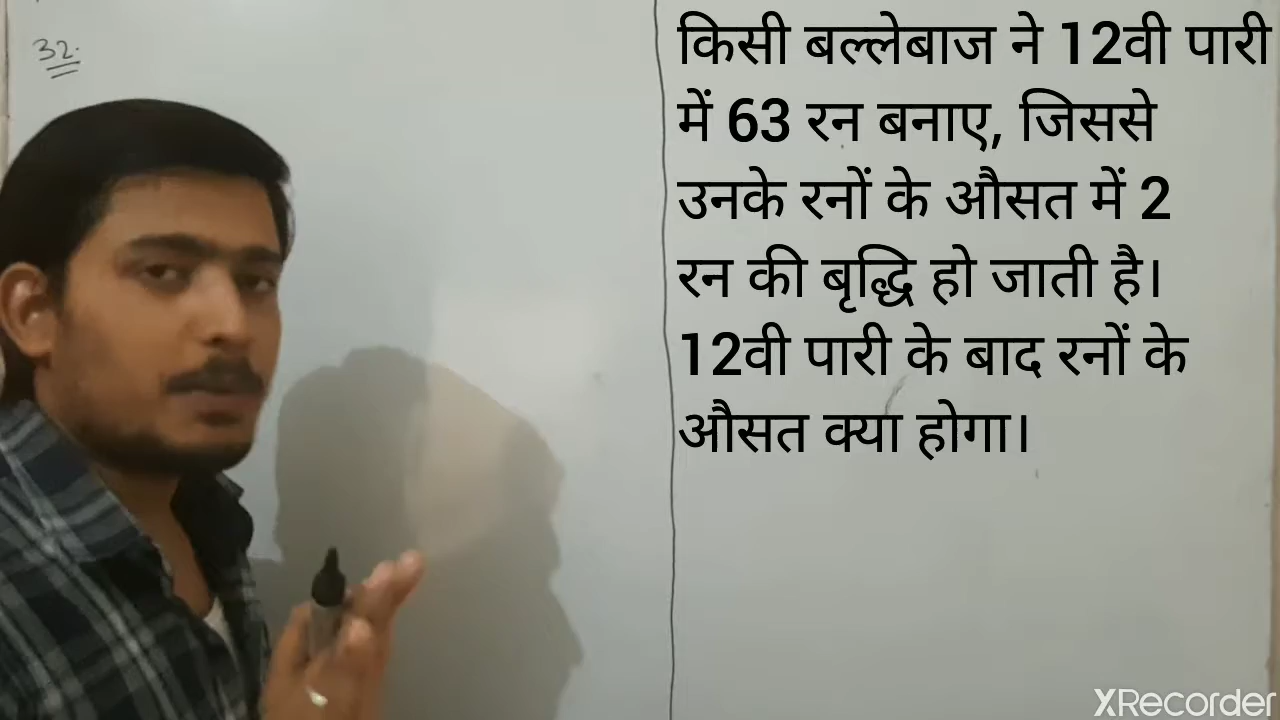 32.
किसी बल्लेबाज ने 12वी पारी
में 63 रन बनाए, जिससे
उनके रनों के औसत में 2
रन की बृद्धि हो जाती है।
12वी पारी के बाद रनों के
औसत क्या होगा।
XRecorder